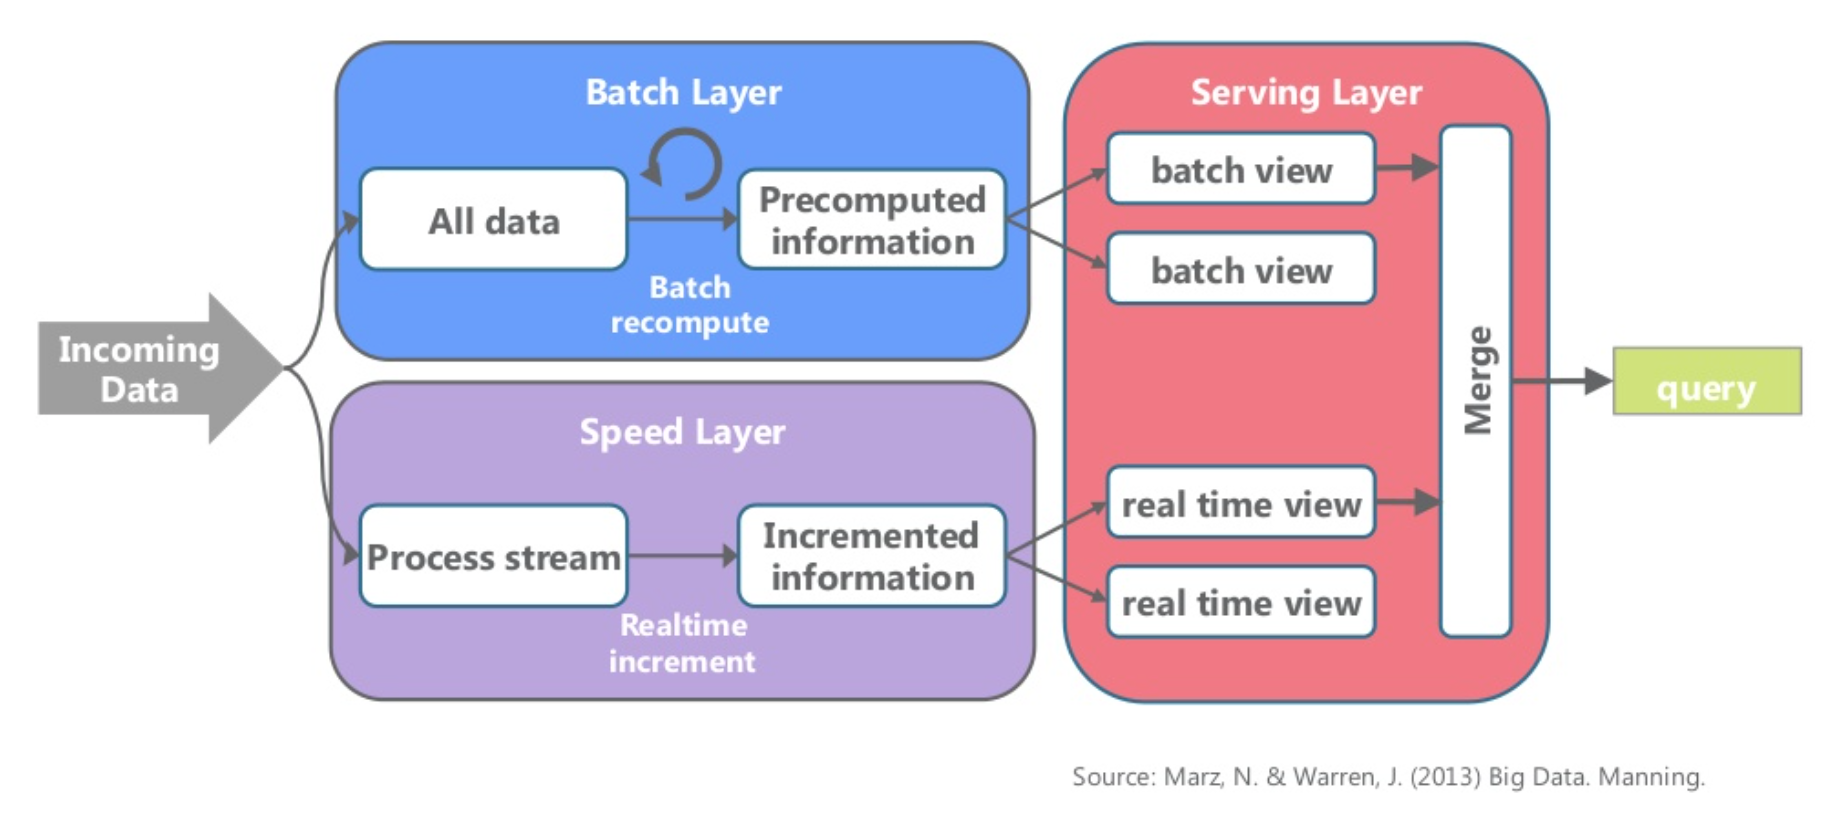 Batch Layer
All data
Precomputed
information
Batch
recompute
Incoming
Data
Speed Layer
Process stream
Incremented
information
Realtime
increment
Serving Layer
batch view
batch view
real time view
real time view
Merge
query
Source: Marz, N. & Warren, J. (2013) Big Data. Manning.